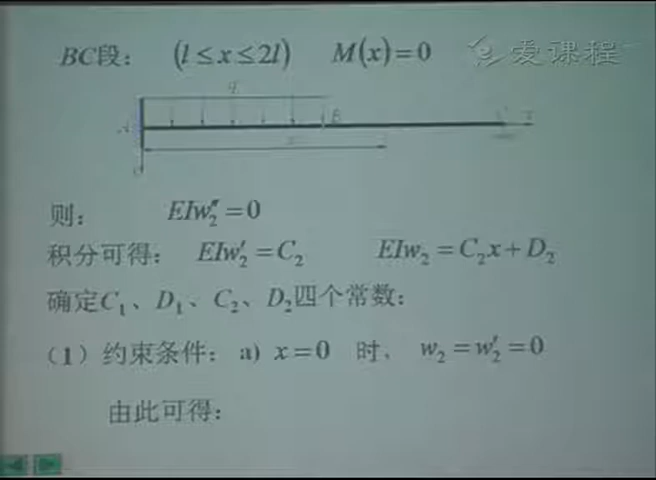 BC段： (l≤x≤2l) M(x)=0
爱课程
q
A
B
x
则： EIw₂″=0
积分可得： EIw₂′=C₂ EIw₂=C₂x+D₂
确定C₁、D₁、C₂、D₂四个常数：
（1）约束条件：a) x=0 时， w₂=w₂′=0
由此可得：